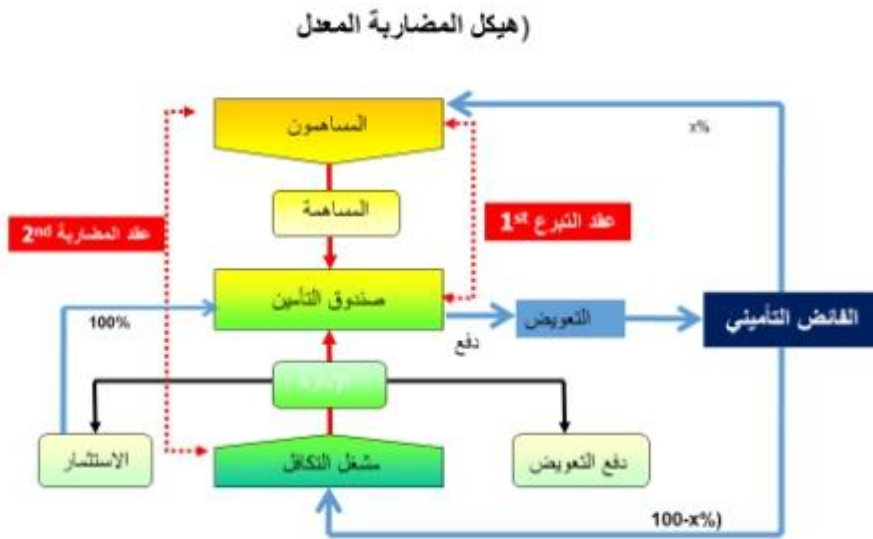 (هيكل المضاربة المعدل
المساهمون
x%
المساهمة
عقد التبرع 1st
عقد المضاربة 2nd
صندوق التأمين
التعويض
الفائض التأميني
100%
دفع
الاستثمار
مشغل التكافل
دفع التعويض
100-x%)